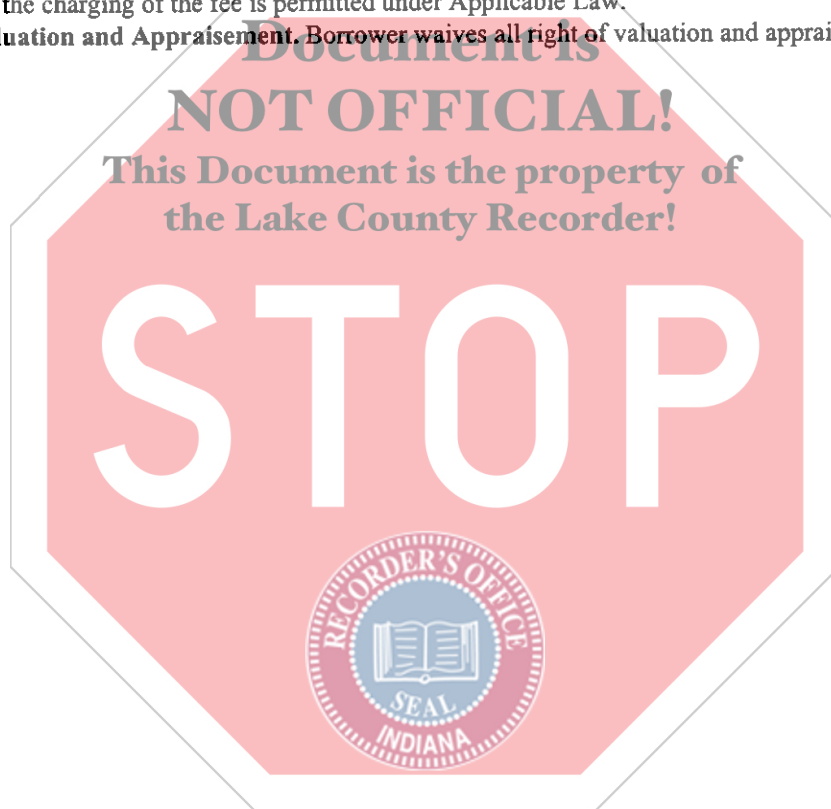 the charging of the fee is permitted under Applicable Law.
luation and Appraisement. Borrower waives all right of valuation and apprai
Document is
NOT OFFICIAL!
This Document is the property of
the Lake County Recorder!
STOP
RECORDER'S OFFICE
SEAL
INDIANA